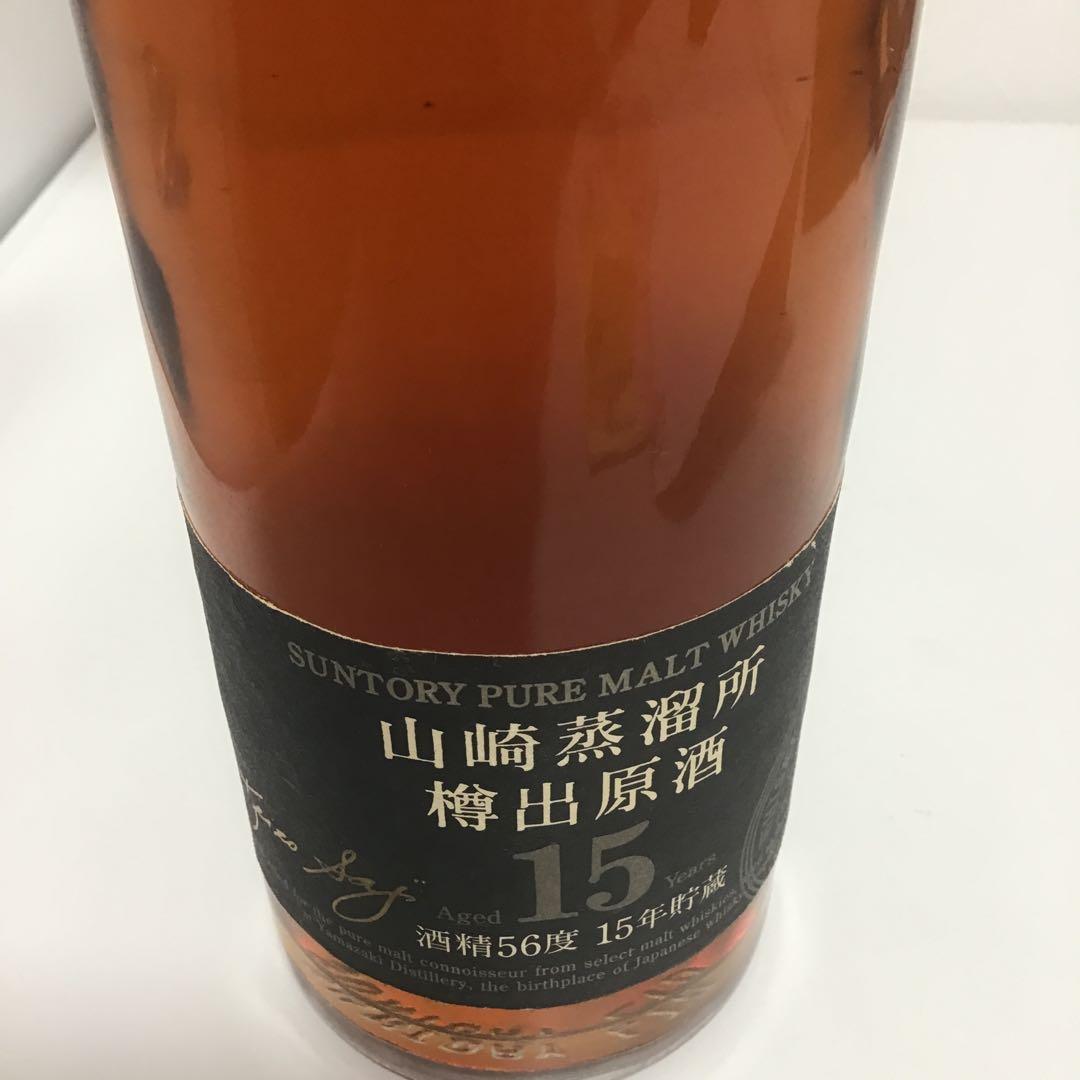 SUNTORY PURE MALT WHISKY
山崎蒸溜所
樽出原酒
Aged 15 Years
酒精56度 15年貯蔵
for the pure malt connoisseur from select malt whiskies,
Yamazaki Distillery, the birthplace of Japanese whisky